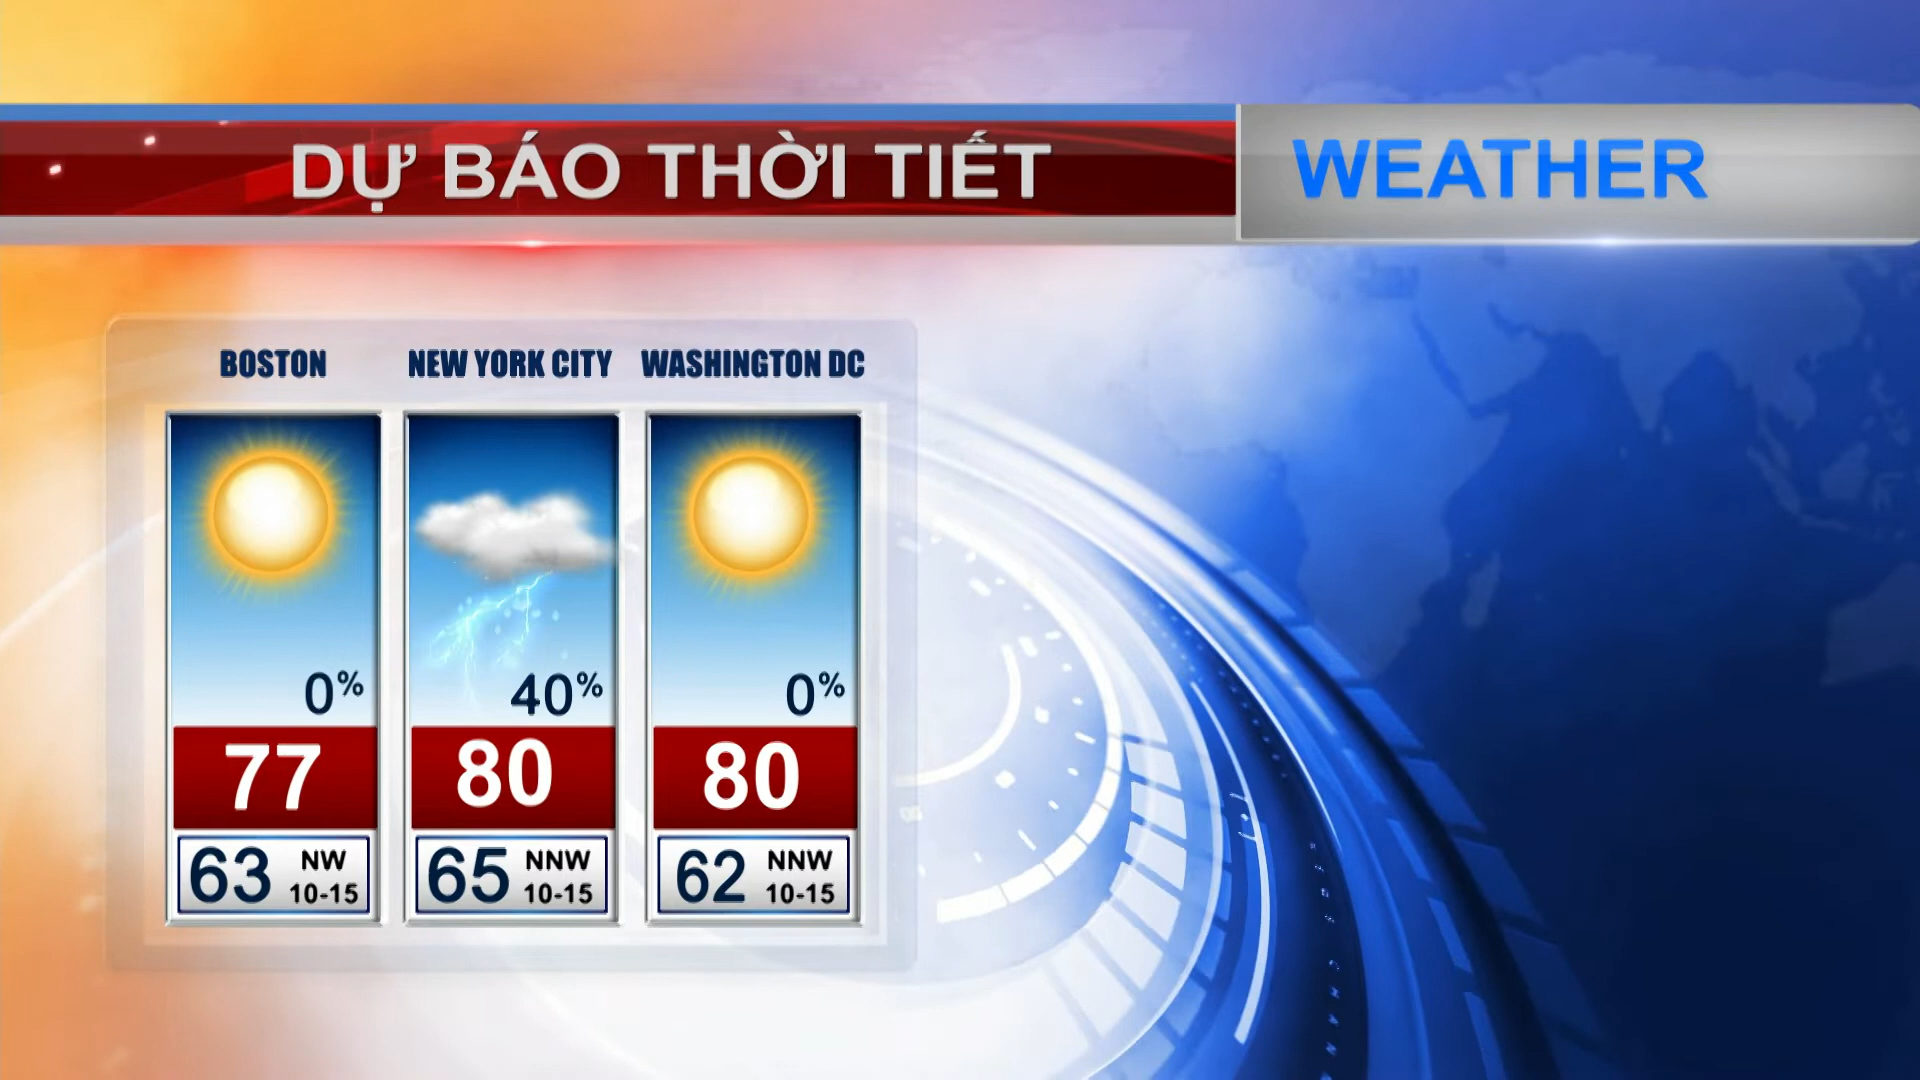 DỰ BÁO THỜI TIẾT
WEATHER
BOSTON
NEW YORK CITY
WASHINGTON DC
0%
40%
0%
77
80
80
63
NW
10-15
65
NNW
10-15
62
NNW
10-15